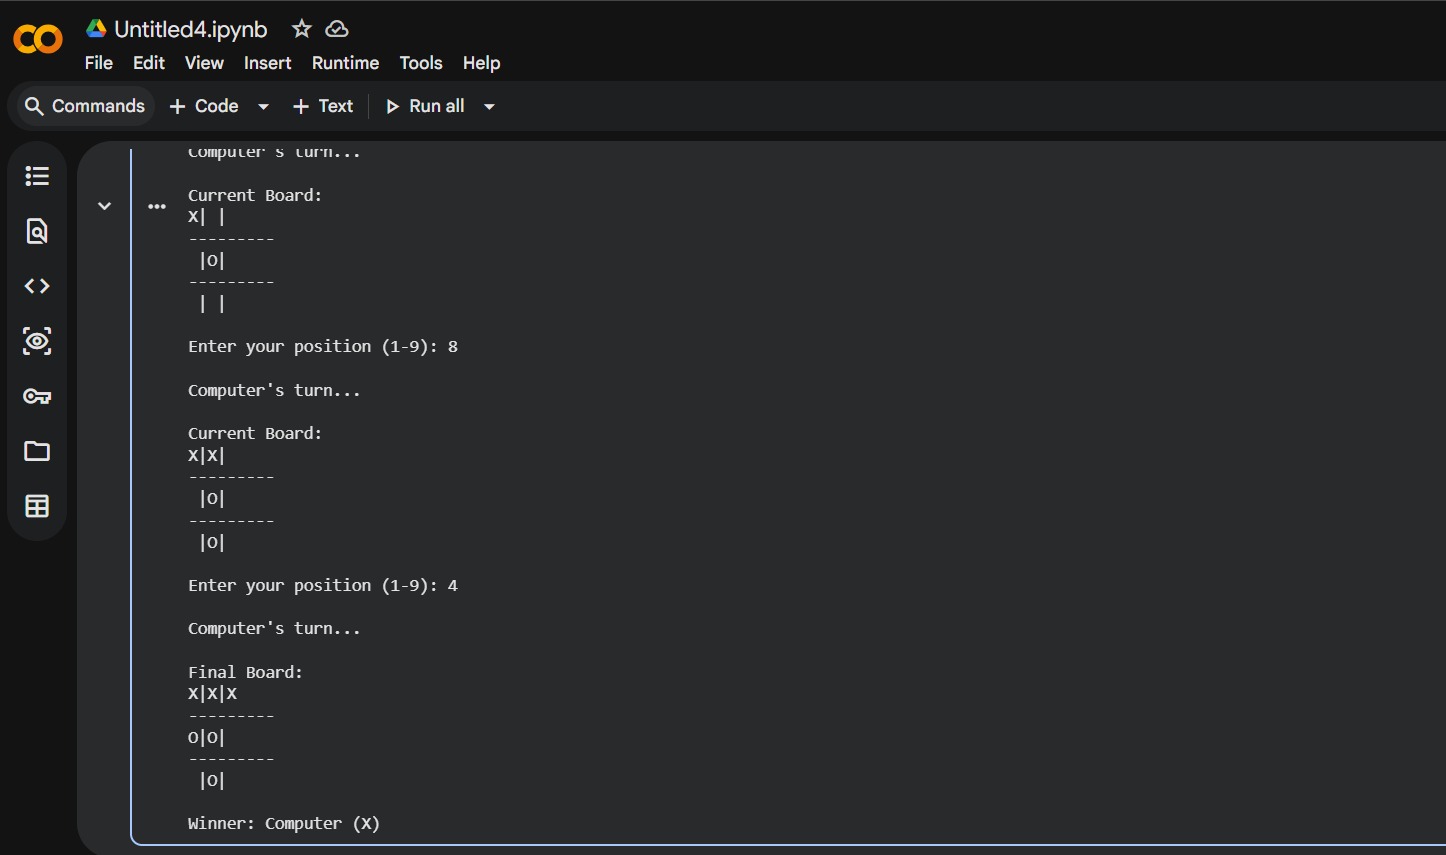 Untitled4.ipynb
File Edit View Insert Runtime Tools Help
Commands + Code + Text Run all
Computer's turn...
Current Board:
X| |
---------
 |O|
---------
 | |
Enter your position (1-9): 8
Computer's turn...
Current Board:
X|X|
---------
 |O|
---------
 |O|
Enter your position (1-9): 4
Computer's turn...
Final Board:
X|X|X
---------
O|O|
---------
 |O|
Winner: Computer (X)